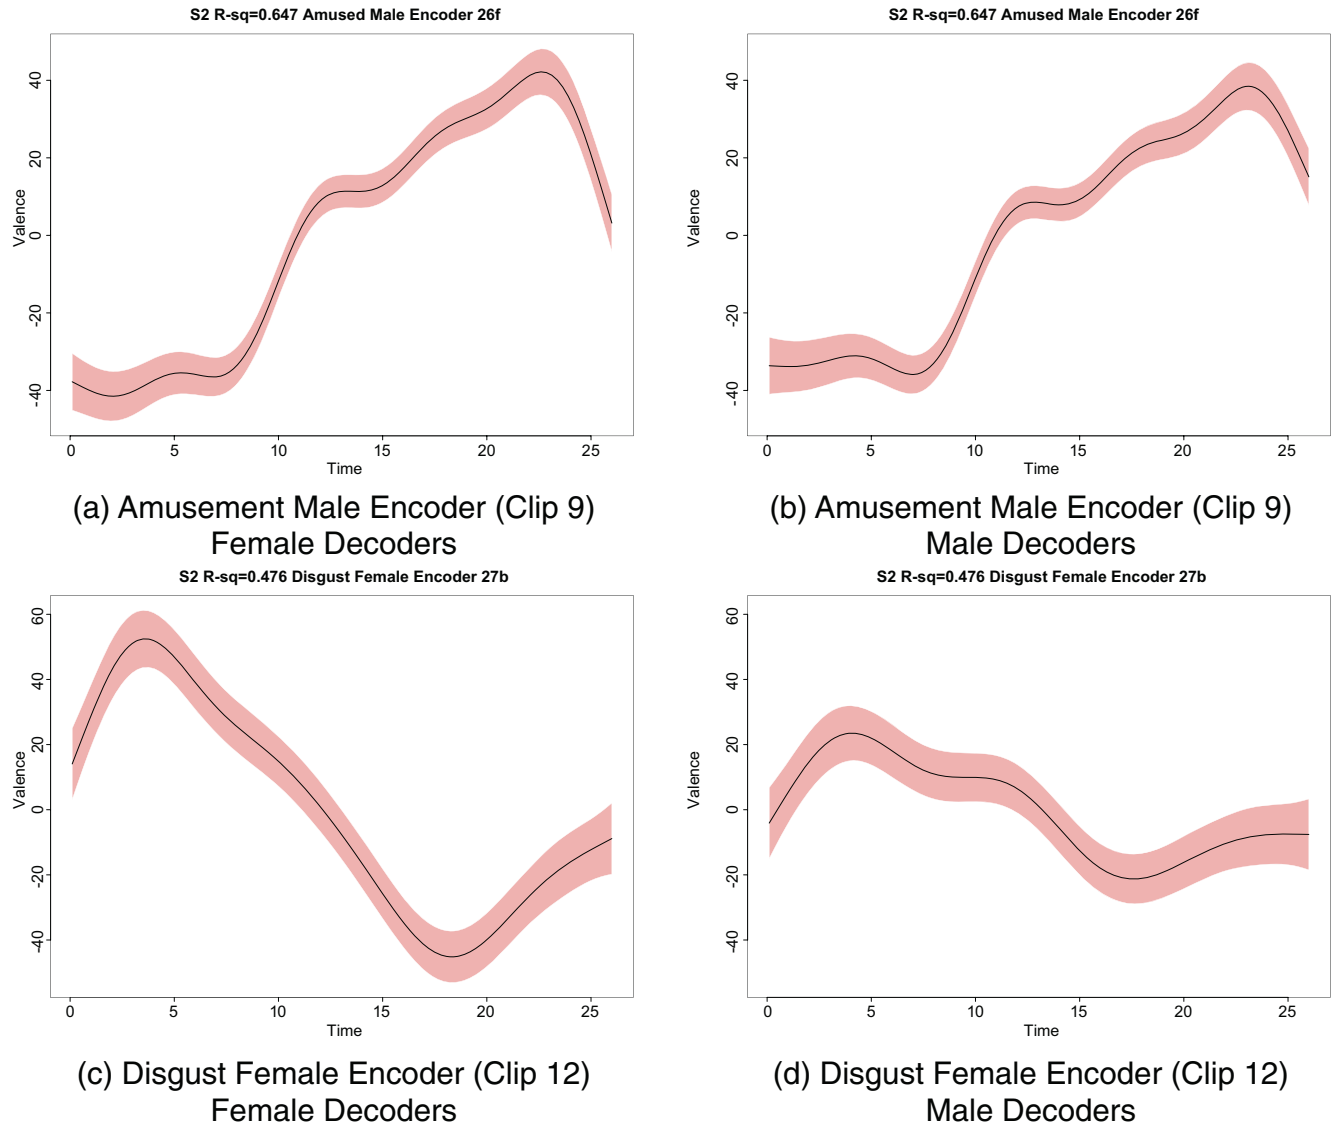 S2 R-sq=0.647 Amused Male Encoder 26f
Valence
40
20
0
-20
-40
0 5 10 15 20 25
Time
(a) Amusement Male Encoder (Clip 9)
Female Decoders
S2 R-sq=0.647 Amused Male Encoder 26f
Valence
40
20
0
-20
-40
0 5 10 15 20 25
Time
(b) Amusement Male Encoder (Clip 9)
Male Decoders
S2 R-sq=0.476 Disgust Female Encoder 27b
Valence
60
40
20
0
-20
-40
0 5 10 15 20 25
Time
(c) Disgust Female Encoder (Clip 12)
Female Decoders
S2 R-sq=0.476 Disgust Female Encoder 27b
Valence
60
40
20
0
-20
-40
0 5 10 15 20 25
Time
(d) Disgust Female Encoder (Clip 12)
Male Decoders